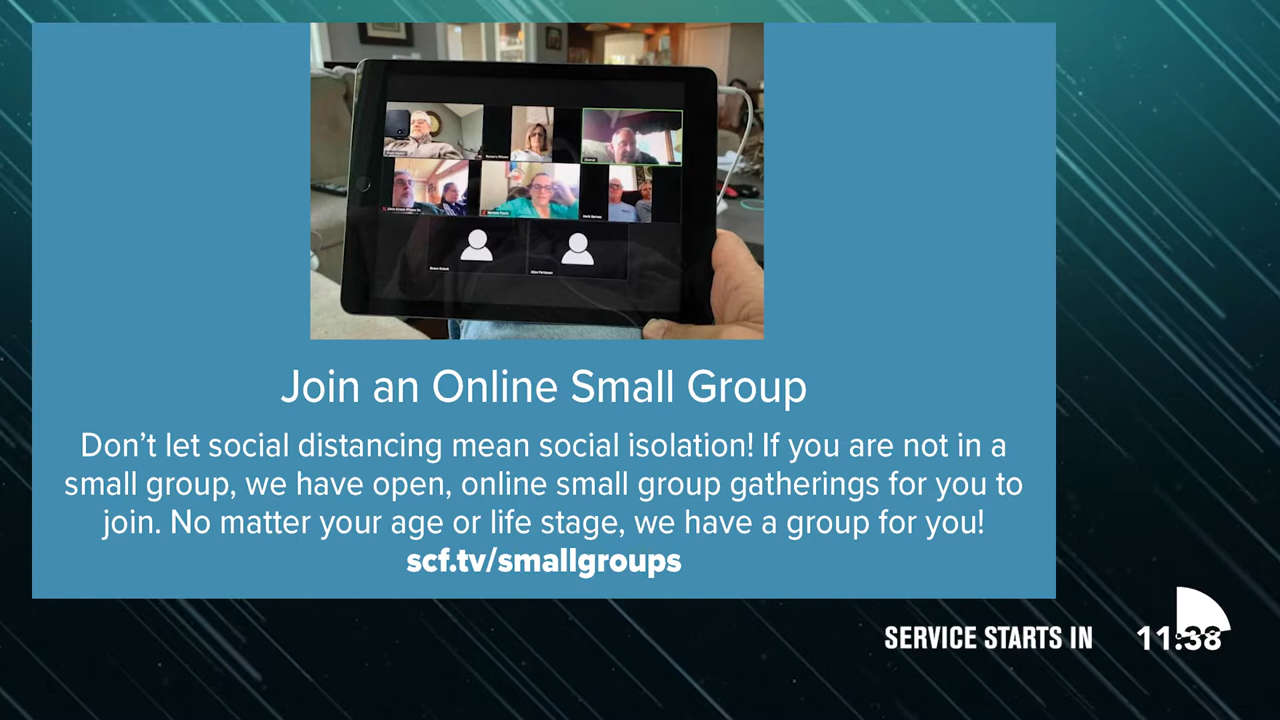 Join an Online Small Group
Don’t let social distancing mean social isolation! If you are not in a
small group, we have open, online small group gatherings for you to
join. No matter your age or life stage, we have a group for you!
scf.tv/smallgroups
SERVICE STARTS IN 11:38